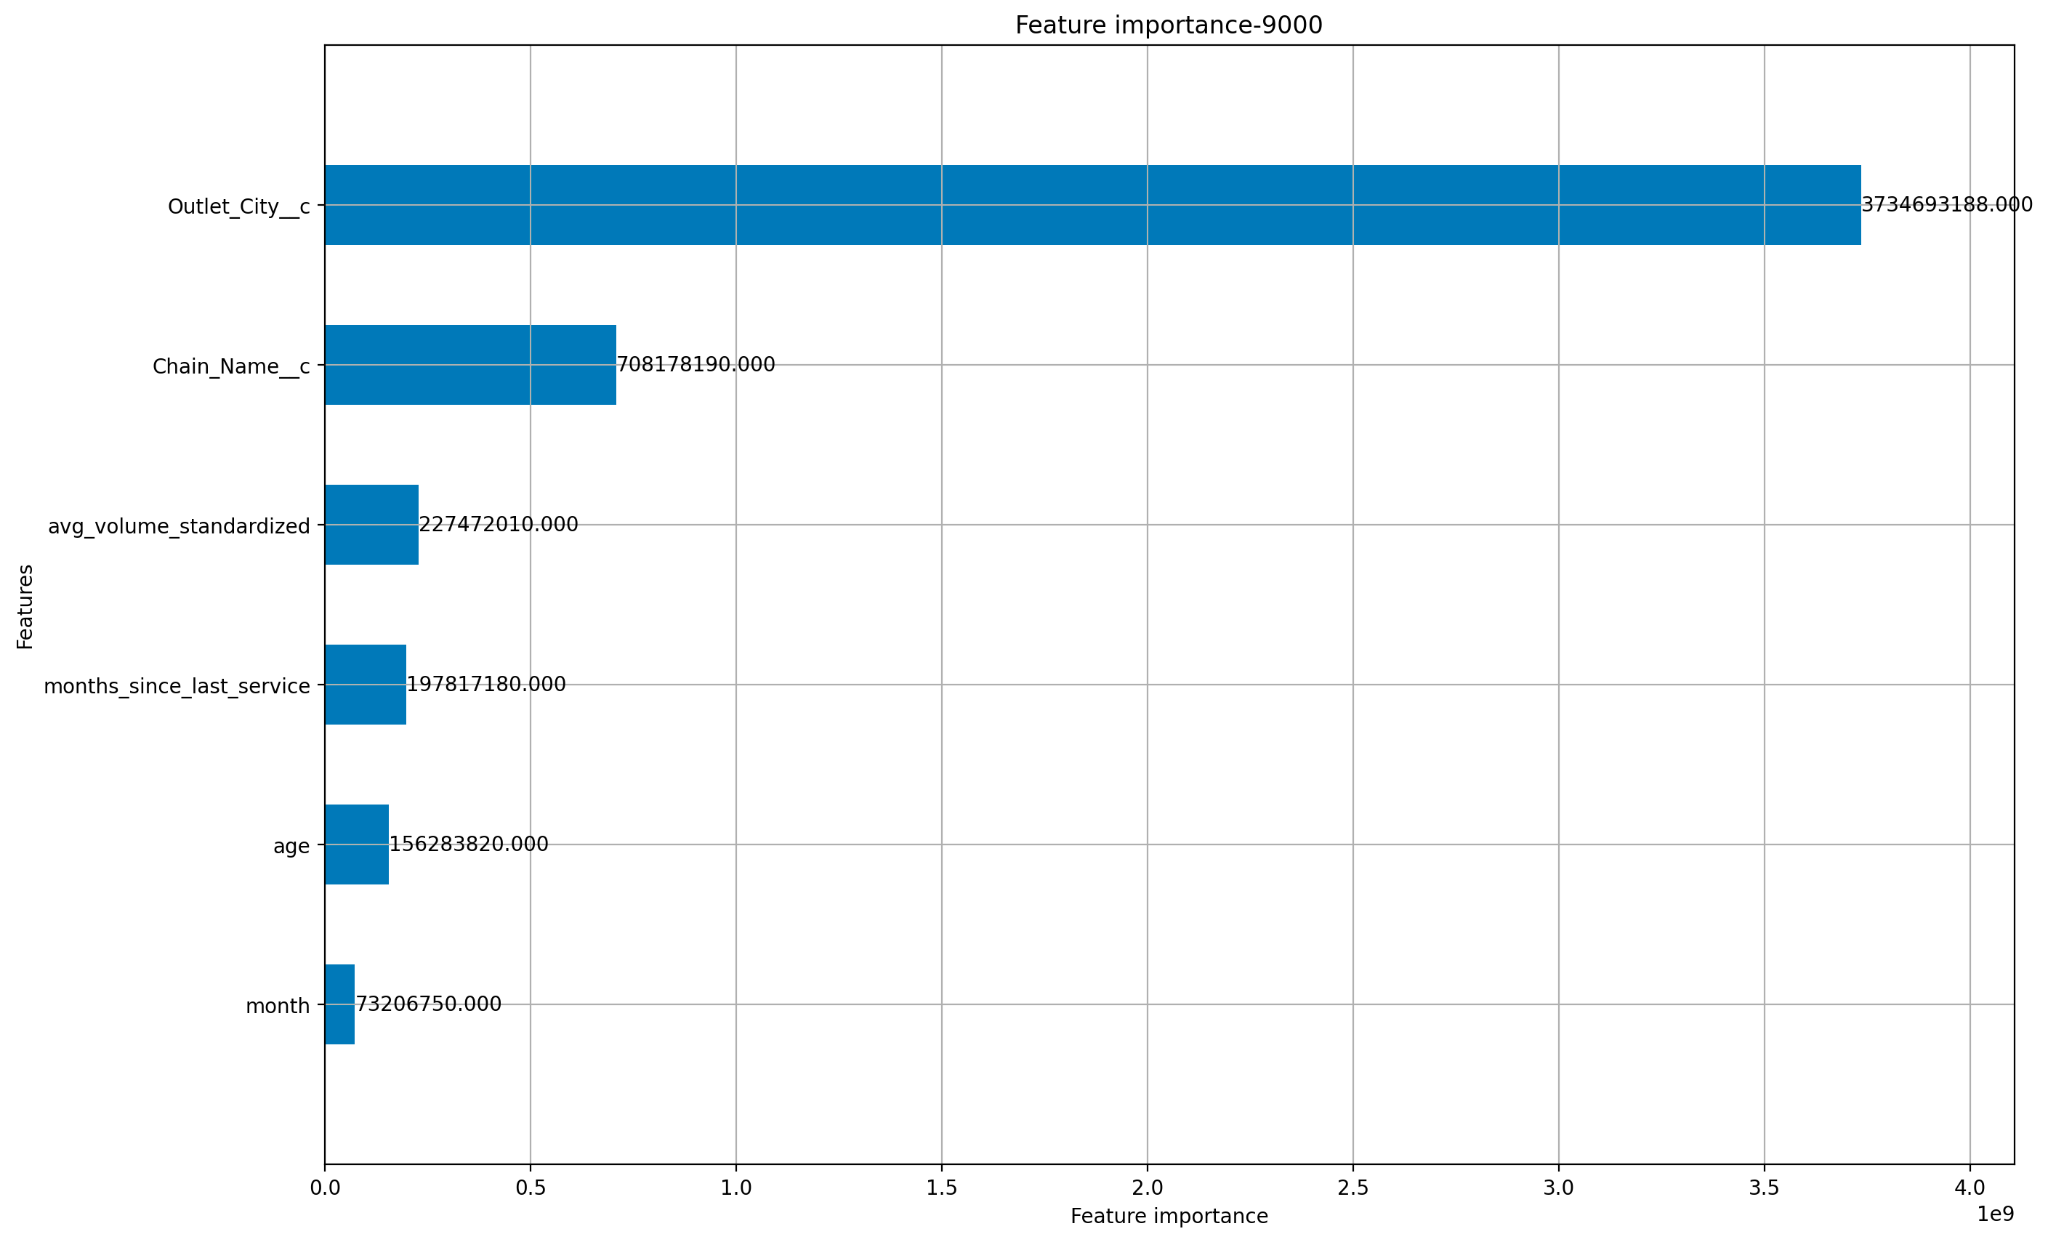 Feature importance-9000
Outlet_City__c
3734693188.000
Chain_Name__c
708178190.000
avg_volume_standardized
227472010.000
Features
months_since_last_service
197817180.000
age
156283820.000
month
73206750.000
0.0 0.5 1.0 1.5 2.0 2.5 3.0 3.5 4.0
Feature importance
1e9